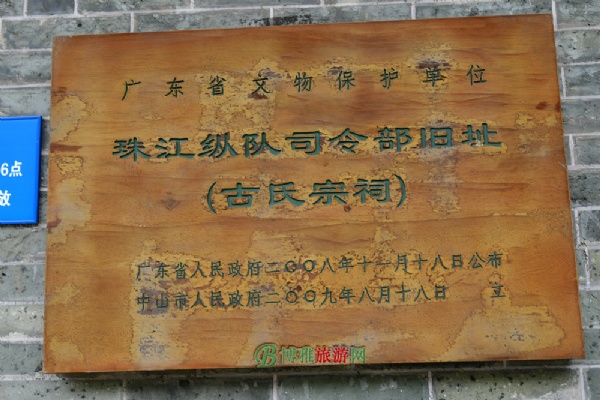 广东省文物保护单位
珠江纵队司令部旧址
(古氏宗祠)
广东省人民政府二〇〇八年十一月十八日公布
中山市人民政府二〇〇九年八月十八日 立
6点
放
博雅旅游网